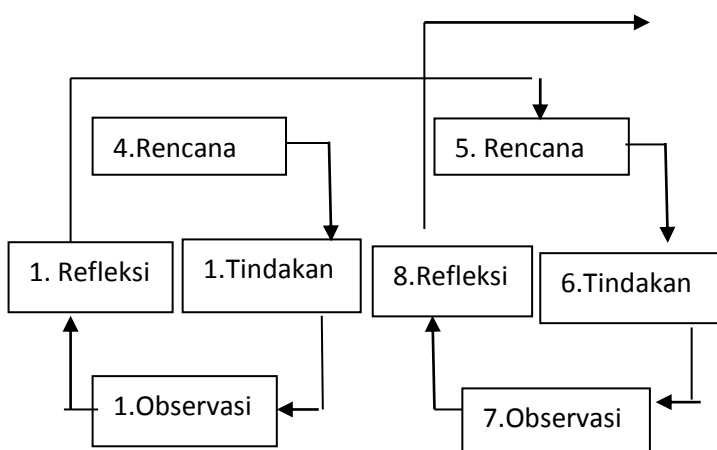 4.Rencana
5. Rencana
1. Refleksi
1.Tindakan
8.Refleksi
6.Tindakan
1.Observasi
7.Observasi